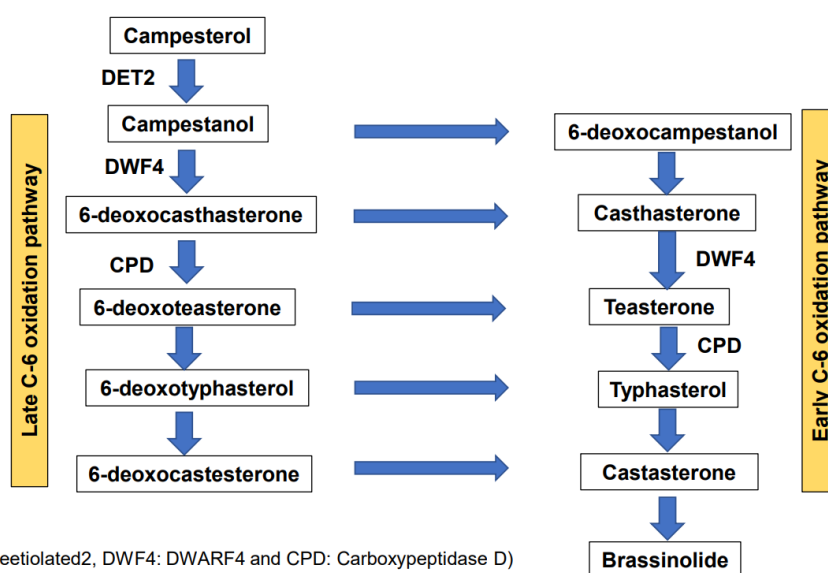 Campesterol
DET2
Campestanol
DWF4
6-deoxocasthasterone
CPD
6-deoxoteasterone
6-deoxotyphasterol
6-deoxocastesterone
Late C-6 oxidation pathway
6-deoxocampestanol
Casthasterone
DWF4
Teasterone
CPD
Typhasterol
Castasterone
Brassinolide
Early C-6 oxidation pathway
eetiolated2, DWF4: DWARF4 and CPD: Carboxypeptidase D)